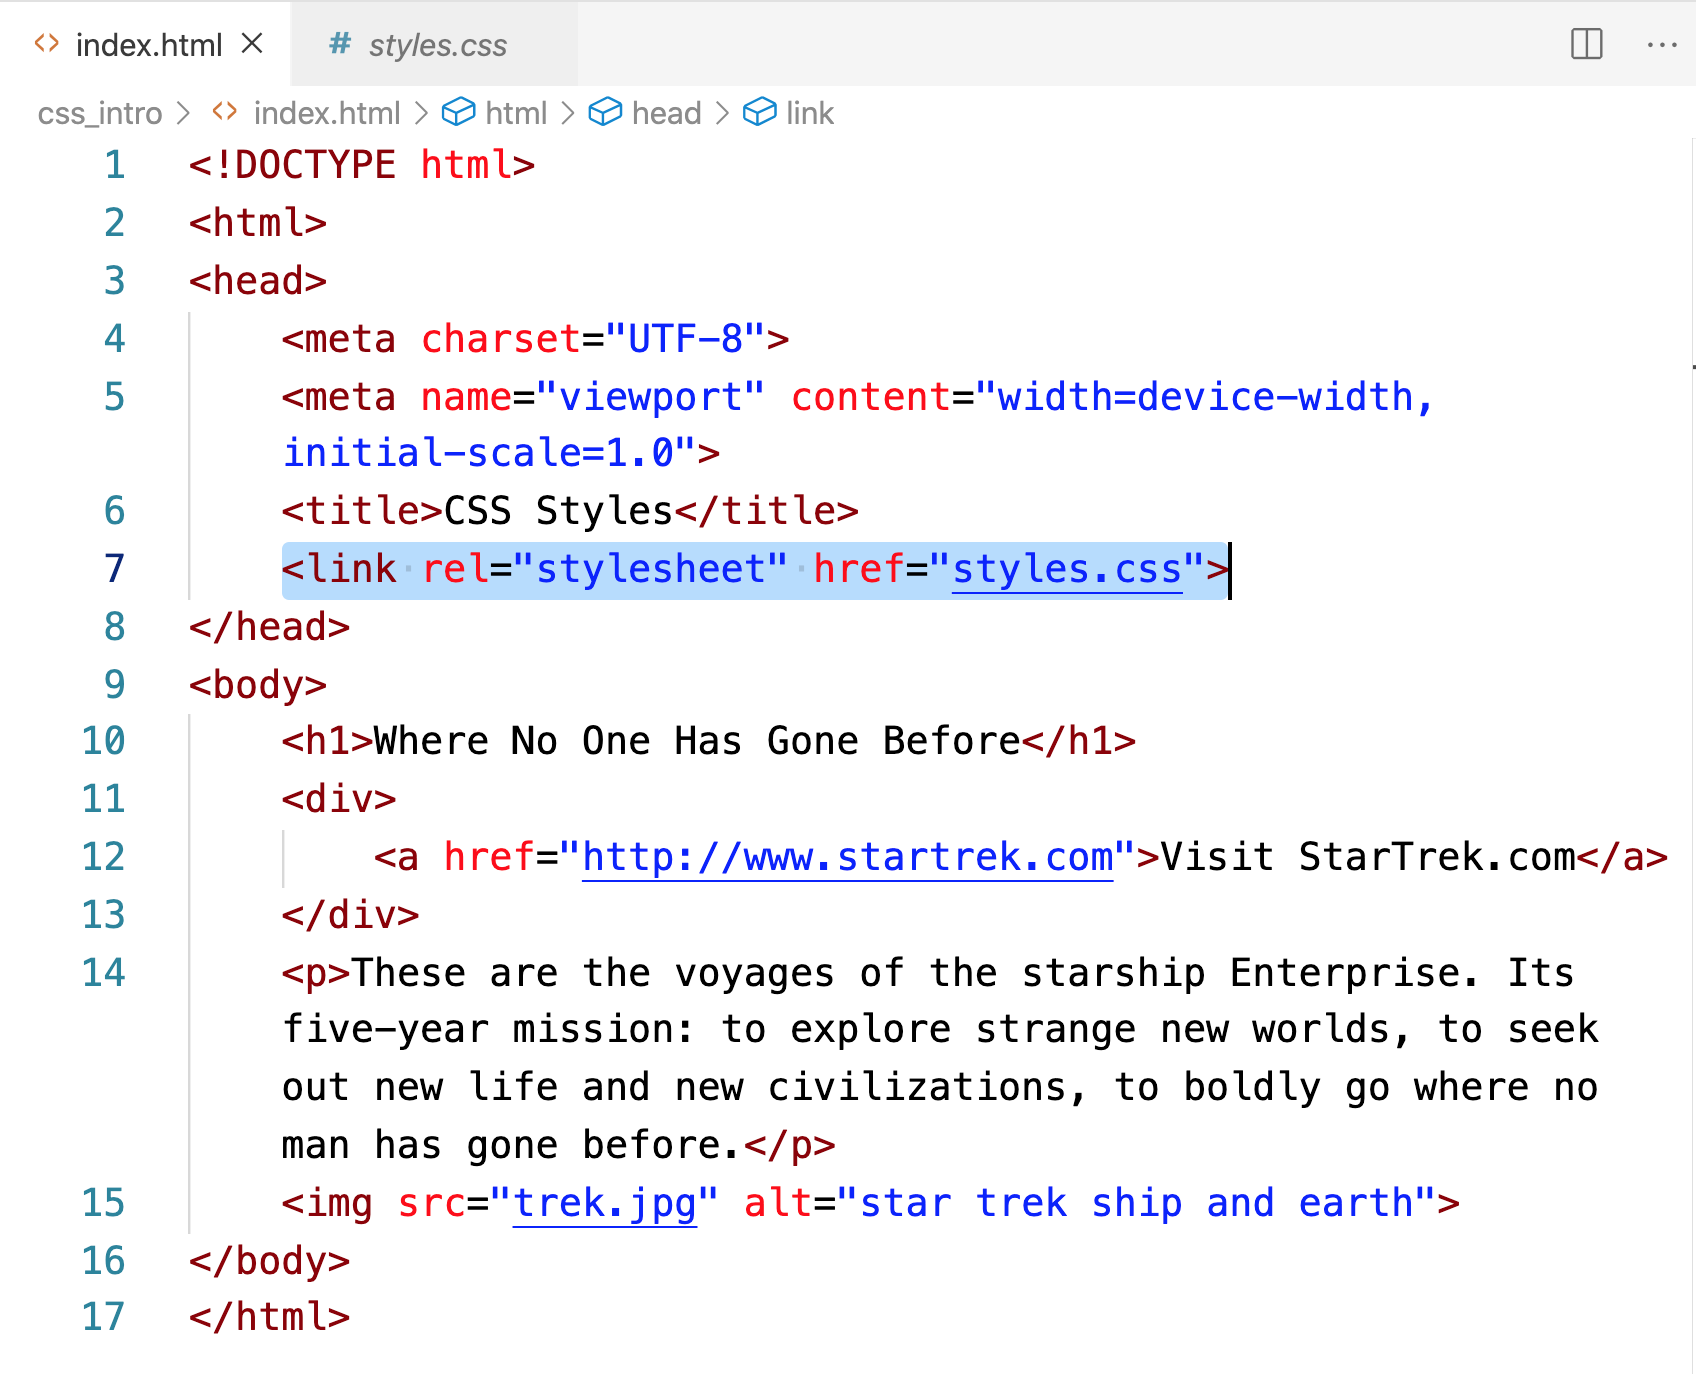 index.html
styles.css
css_intro > index.html > html > head > link
1 <!DOCTYPE html>
2 <html>
3 <head>
4 <meta charset="UTF-8">
5 <meta name="viewport" content="width=device-width,
initial-scale=1.0">
6 <title>CSS Styles</title>
7 <link rel="stylesheet" href="styles.css">
8 </head>
9 <body>
10 <h1>Where No One Has Gone Before</h1>
11 <div>
12 <a href="http://www.startrek.com">Visit StarTrek.com</a>
13 </div>
14 <p>These are the voyages of the starship Enterprise. Its
five-year mission: to explore strange new worlds, to seek
out new life and new civilizations, to boldly go where no
man has gone before.</p>
15 <img src="trek.jpg" alt="star trek ship and earth">
16 </body>
17 </html>